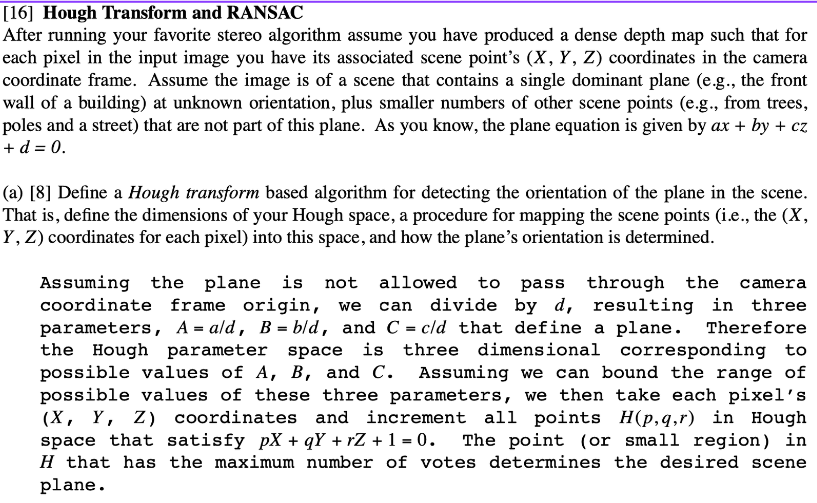 [16] Hough Transform and RANSAC
After running your favorite stereo algorithm assume you have produced a dense depth map such that for
each pixel in the input image you have its associated scene point's (X, Y, Z) coordinates in the camera
coordinate frame. Assume the image is of a scene that contains a single dominant plane (e.g., the front
wall of a building) at unknown orientation, plus smaller numbers of other scene points (e.g., from trees,
poles and a street) that are not part of this plane. As you know, the plane equation is given by ax + by + cz
+ d = 0.
(a) [8] Define a Hough transform based algorithm for detecting the orientation of the plane in the scene.
That is, define the dimensions of your Hough space, a procedure for mapping the scene points (i.e., the (X,
Y, Z) coordinates for each pixel) into this space, and how the plane's orientation is determined.
Assuming the plane is not allowed to pass through the camera
coordinate frame origin, we can divide by d, resulting in three
parameters, A = a/d, B = b/d, and C = c/d that define a plane. Therefore
the Hough parameter space is three dimensional corresponding to
possible values of A, B, and C. Assuming we can bound the range of
possible values of these three parameters, we then take each pixel's
(X, Y, Z) coordinates and increment all points H(p,q,r) in Hough
space that satisfy pX + qY + rZ + 1 = 0. The point (or small region) in
H that has the maximum number of votes determines the desired scene
plane.